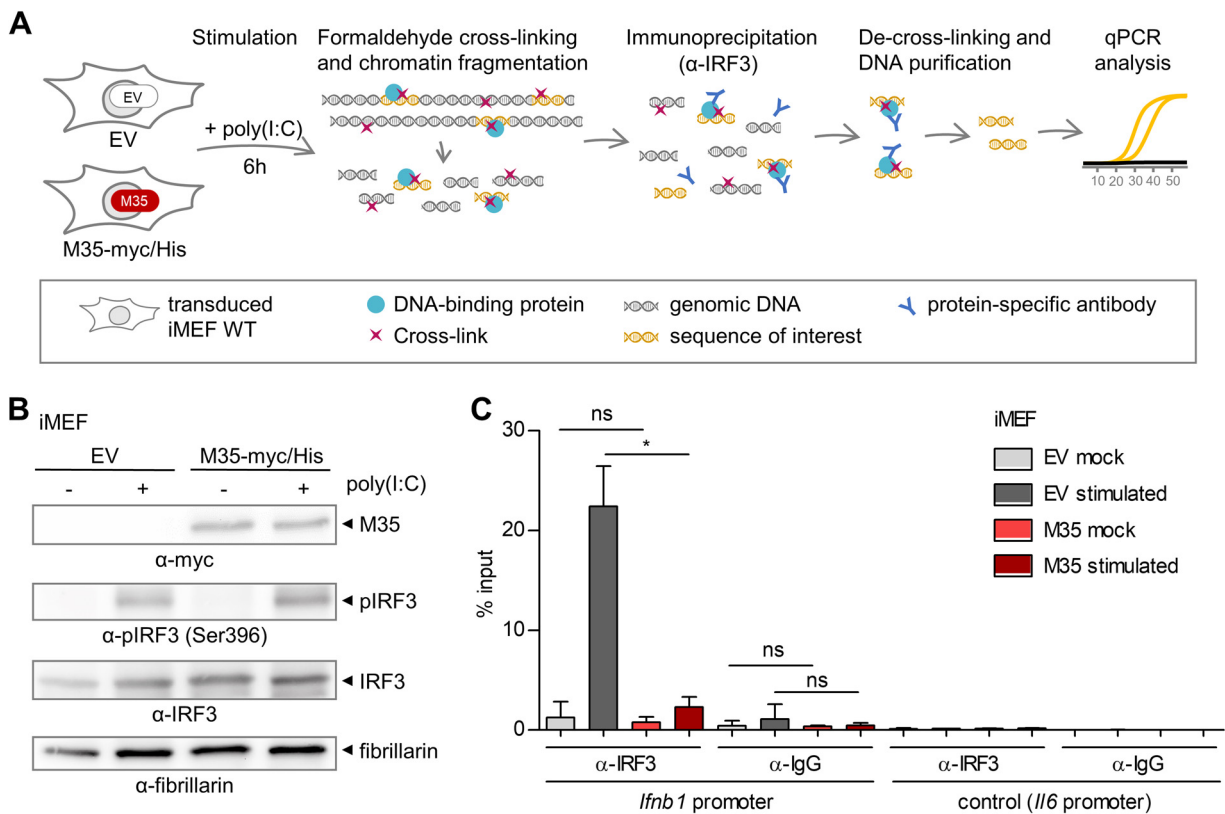 A
Stimulation
Formaldehyde cross-linking
and chromatin fragmentation
Immunoprecipitation
(α-IRF3)
De-cross-linking and
DNA purification
qPCR
analysis
EV
EV
+ poly(I:C)
6h
M35
M35-myc/His
10 20 30 40 50
transduced
iMEF WT
DNA-binding protein
Cross-link
genomic DNA
sequence of interest
protein-specific antibody
B
iMEF
EV M35-myc/His
- + - + poly(I:C)
M35
α-myc
pIRF3
α-pIRF3 (Ser396)
IRF3
α-IRF3
fibrillarin
α-fibrillarin
C
% input
30
20
10
0
ns
*
ns
ns
iMEF
EV mock
EV stimulated
M35 mock
M35 stimulated
α-IRF3 α-IgG α-IRF3 α-IgG
Ifnb1 promoter control (Il6 promoter)